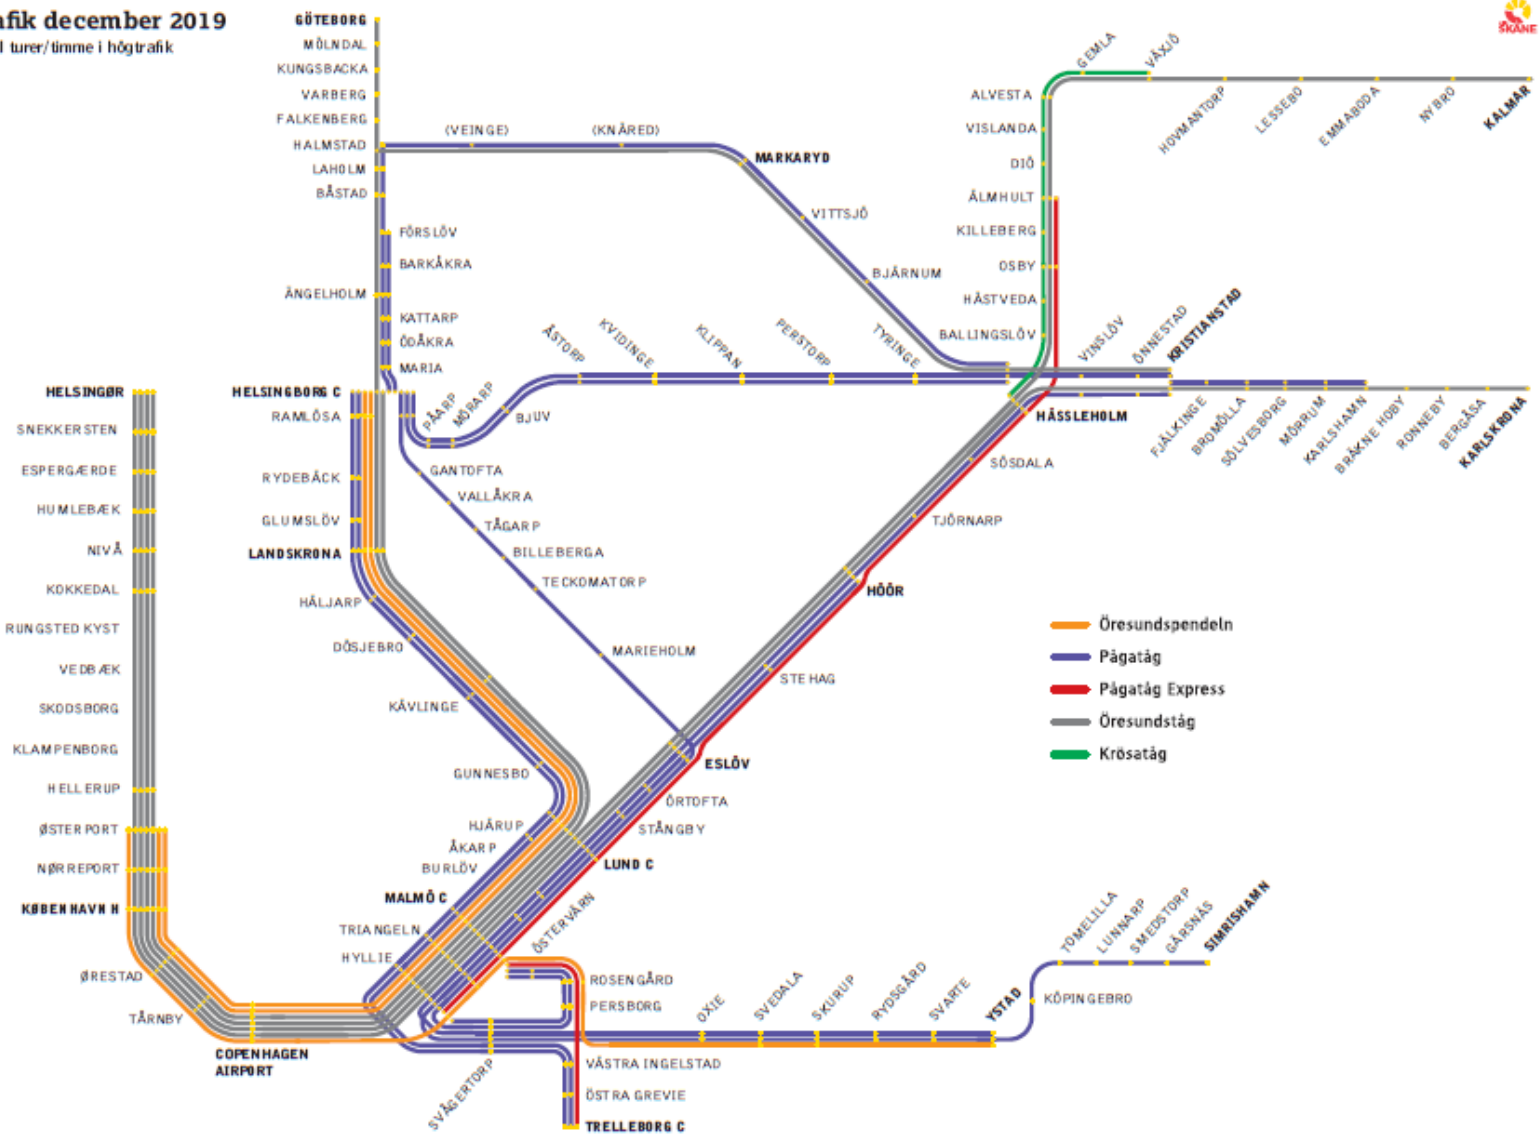 afik december 2019
l turer/timme i högtrafik
SKÅNE
GÖTEBORG
MÖLNDAL
KUNGSBACKA
VARBERG
FALKENBERG
HALMSTAD
LAHOLM
BÅSTAD
FÖRSLÖV
BARKÅKRA
ÄNGELHOLM
KATTARP
ÖDÅKRA
MARIA
(VEINGE)
(KNÄRED)
MARKARYD
VITTSJÖ
BJÄRNUM
GEMLA
VÄXJÖ
ALVESTA
VISLANDA
DIÖ
ÄLMHULT
KILLEBERG
OSBY
HÄSTVEDA
BALLINGSLÖV
HOVMANTORP
LESSEBO
EMMABODA
NYBRO
KALMAR
HELSINGØR
SNEKKERSTEN
ESPERGÆRDE
HUMLEBÆK
NIVÅ
KOKKEDAL
RUNGSTED KYST
VEDBÆK
SKODSBORG
KLAMPENBORG
HELLERUP
ØSTERPORT
NØRREPORT
KØBENHAVN H
ØRESTAD
TÅRNBY
COPENHAGEN
AIRPORT
HELSINGBORG C
RAMLÖSA
RYDEBÄCK
GLUMSLÖV
LANDSKRONA
HÄLJARP
DÖSJEBRO
KÄVLINGE
GUNNESBO
HJÄRUP
ÅKARP
BURLÖV
MALMÖ C
TRIANGELN
HYLLIE
PÅARP
MÖRARP
BJUV
ÅSTORP
KVIDINGE
KLIPPAN
PERSTORP
TYRINGE
VINSLÖV
ÖNNESTAD
KRISTIANSTAD
HÄSSLEHOLM
FJÄLKINGE
BROMÖLLA
SÖLVESBORG
MÖRRUM
KARLSHAMN
BRÄKNE HOBY
RONNEBY
BERGÅSA
KARLSKRONA
GANTOFTA
VALLÅKRA
TÅGARP
BILLEBERGA
TECKOMATORP
MARIEHOLM
SÖSDALA
TJÖRNARP
HÖÖR
STEHAG
ESLÖV
ÖRTOFTA
STÅNGBY
LUND C
Öresundspendeln
Pågatåg
Pågatåg Express
Öresundståg
Krösatåg
ÖSTERVÄRN
ROSENGÅRD
PERSBORG
SVÅGERTORP
VÄSTRA INGELSTAD
ÖSTRA GREVIE
TRELLEBORG C
OXIE
SVEDALA
SKURUP
RYDSGÅRD
SVARTE
YSTAD
KÖPINGEBRO
TOMELILLA
LUNNARP
SMEDSTORP
GÄRSNÄS
SIMRISHAMN